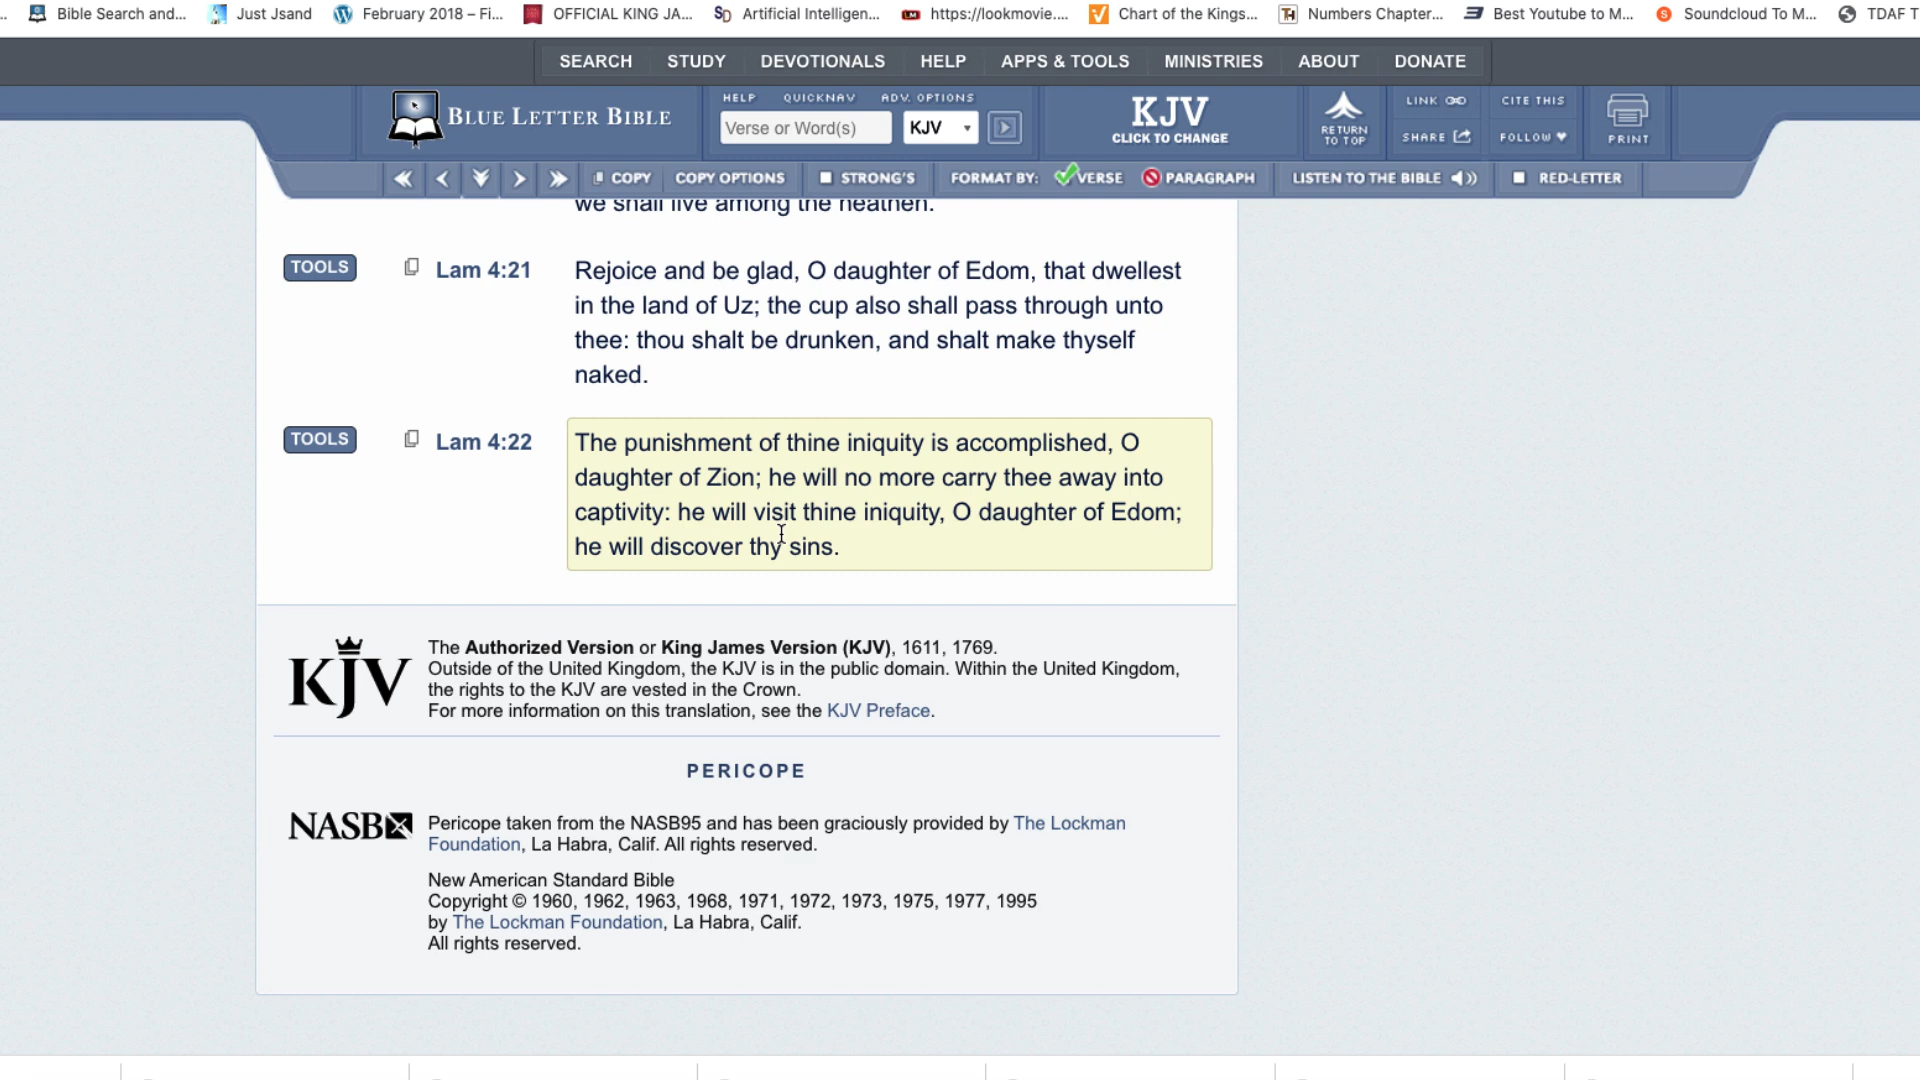 Bible Search and...
Just Jsand
February 2018 – Fi...
OFFICIAL KING JA...
SD Artificial Intelligen...
LM https://lookmovie....
Chart of the Kings...
TH Numbers Chapter...
Best Youtube to M...
Soundcloud To M...
TDAF T
SEARCH STUDY DEVOTIONALS HELP APPS & TOOLS MINISTRIES ABOUT DONATE
BLUE LETTER BIBLE
HELP QUICKNAV ADV. OPTIONS
Verse or Word(s) KJV
KJV
CLICK TO CHANGE
RETURN
TO TOP
LINK
SHARE
CITE THIS
FOLLOW
PRINT
COPY COPY OPTIONS STRONG'S FORMAT BY: VERSE PARAGRAPH LISTEN TO THE BIBLE RED-LETTER
we shall live among the heathen.
TOOLS Lam 4:21 Rejoice and be glad, O daughter of Edom, that dwellest
in the land of Uz; the cup also shall pass through unto
thee: thou shalt be drunken, and shalt make thyself
naked.
TOOLS Lam 4:22 The punishment of thine iniquity is accomplished, O
daughter of Zion; he will no more carry thee away into
captivity: he will visit thine iniquity, O daughter of Edom;
he will discover thy sins.
KJV
The Authorized Version or King James Version (KJV), 1611, 1769.
Outside of the United Kingdom, the KJV is in the public domain. Within the United Kingdom,
the rights to the KJV are vested in the Crown.
For more information on this translation, see the KJV Preface.
PERICOPE
NASB
Pericope taken from the NASB95 and has been graciously provided by The Lockman
Foundation, La Habra, Calif. All rights reserved.
New American Standard Bible
Copyright © 1960, 1962, 1963, 1968, 1971, 1972, 1973, 1975, 1977, 1995
by The Lockman Foundation, La Habra, Calif.
All rights reserved.